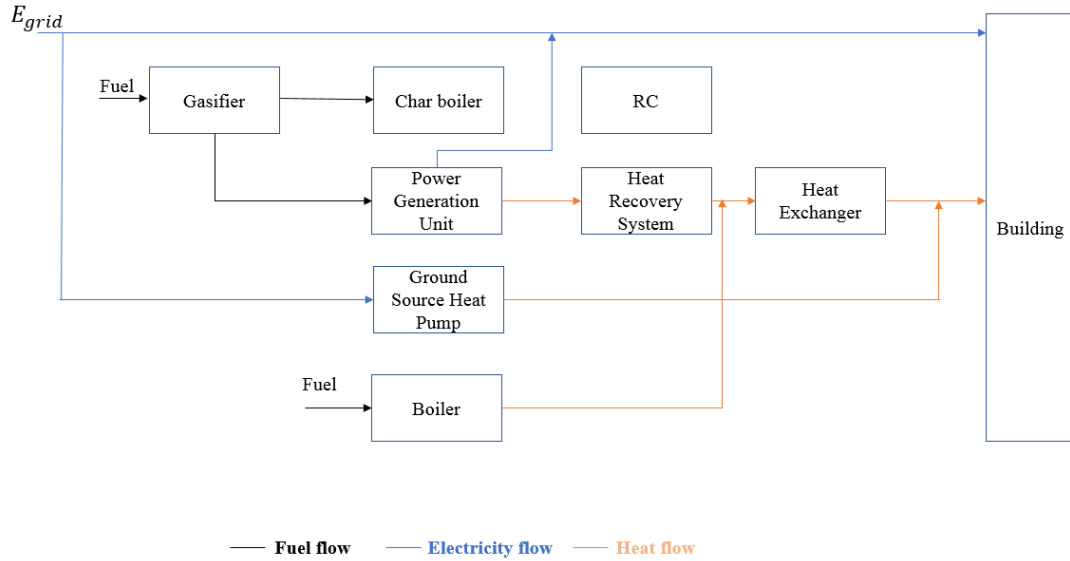 E_grid
Fuel
Gasifier
Char boiler
RC
Power
Generation
Unit
Heat
Recovery
System
Heat
Exchanger
Building
Ground
Source Heat
Pump
Fuel
Boiler
Fuel flow
Electricity flow
Heat flow